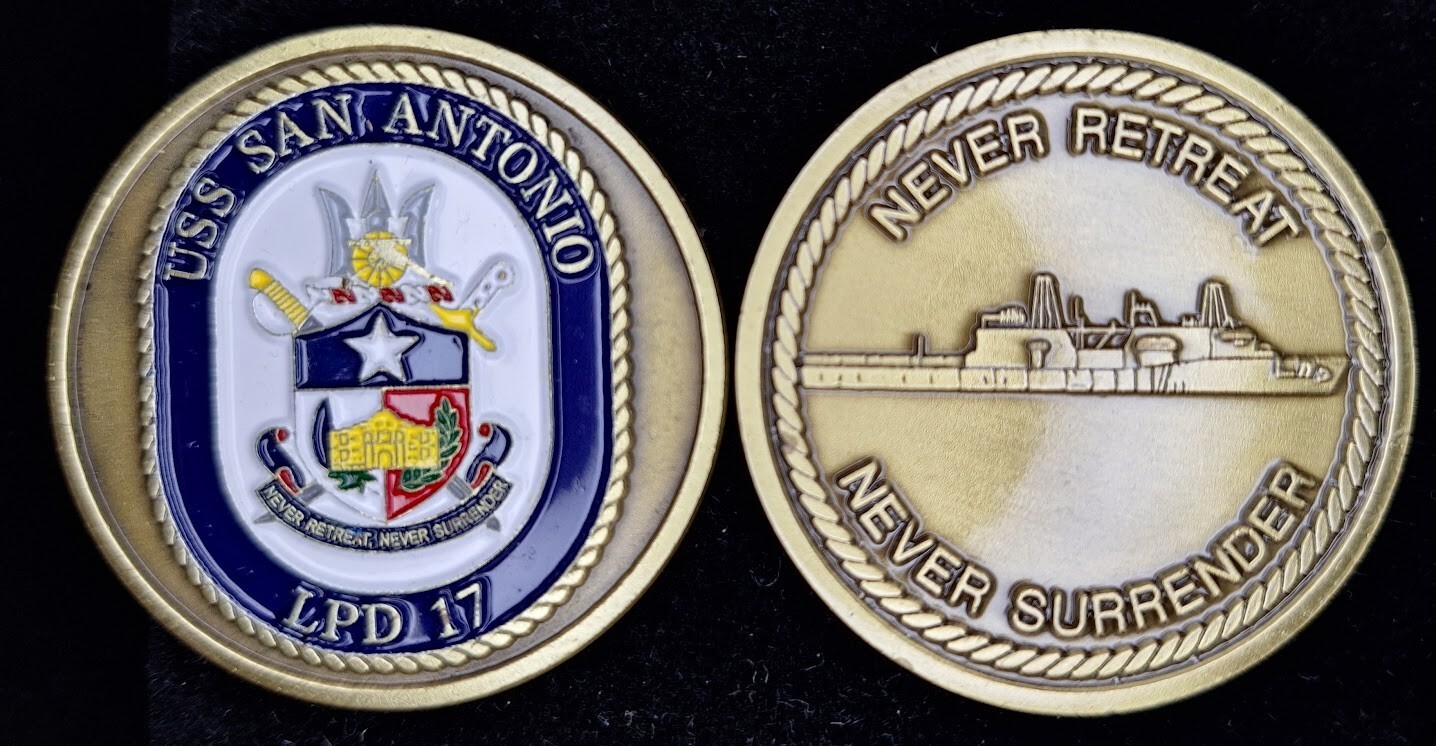 USS SAN ANTONIO
NEVER RETREAT, NEVER SURRENDER
LPD 17
NEVER RETREAT
NEVER SURRENDER